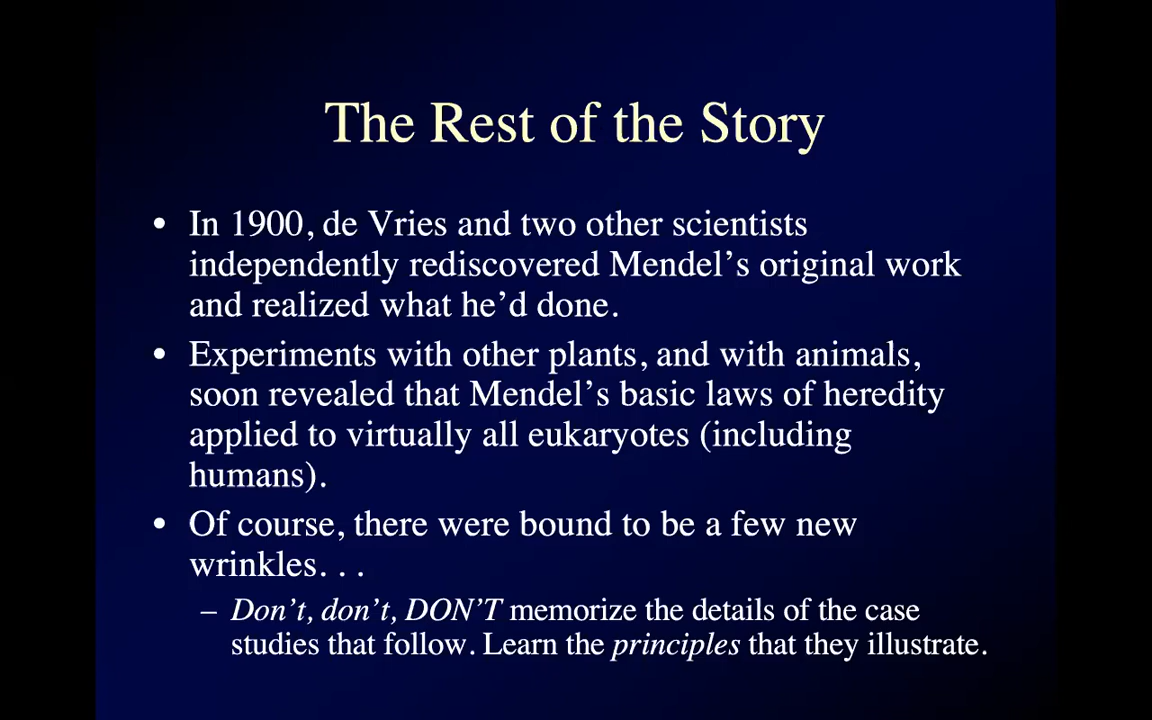 The Rest of the Story
• In 1900, de Vries and two other scientists
independently rediscovered Mendel’s original work
and realized what he’d done.
• Experiments with other plants, and with animals,
soon revealed that Mendel’s basic laws of heredity
applied to virtually all eukaryotes (including
humans).
• Of course, there were bound to be a few new
wrinkles. . .
– Don’t, don’t, DON’T memorize the details of the case
studies that follow. Learn the principles that they illustrate.